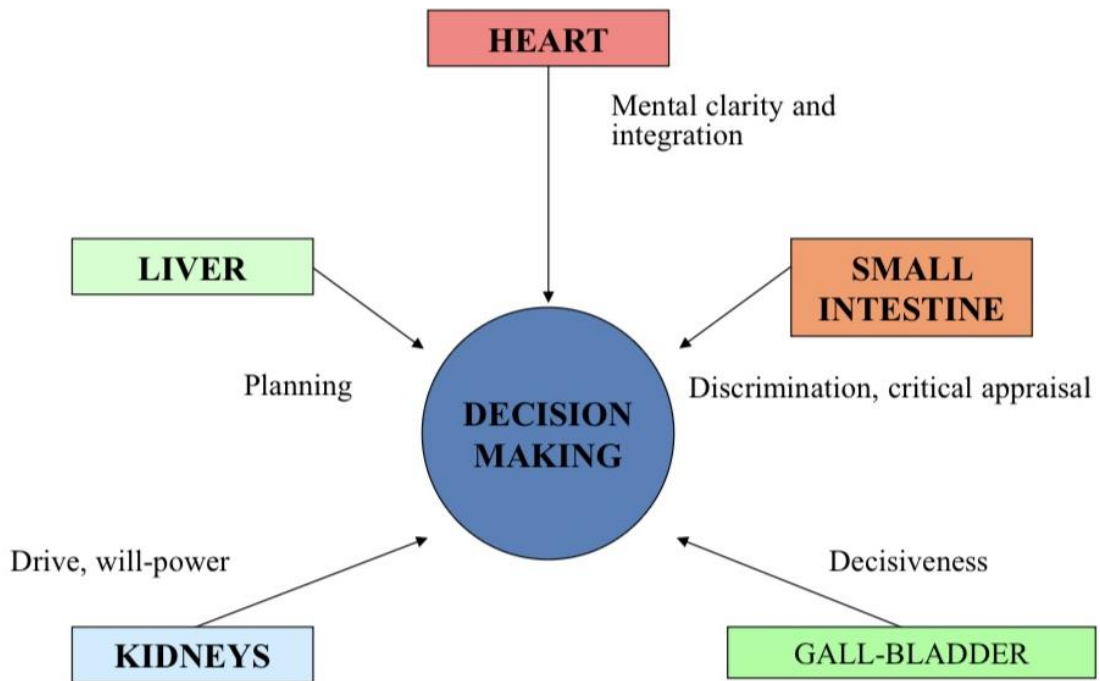 HEART
Mental clarity and
integration
LIVER
SMALL
INTESTINE
Planning
Discrimination, critical appraisal
DECISION
MAKING
Drive, will-power
Decisiveness
KIDNEYS
GALL-BLADDER